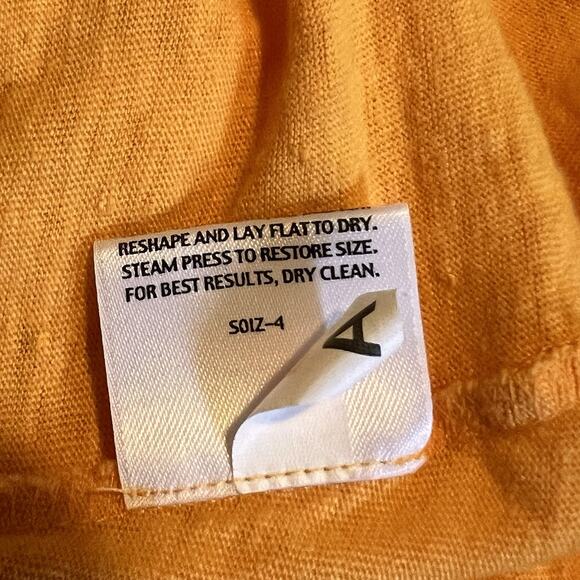 RESHAPE AND LAY FLAT TO DRY.
STEAM PRESS TO RESTORE SIZE.
FOR BEST RESULTS, DRY CLEAN.
S01Z-4
A